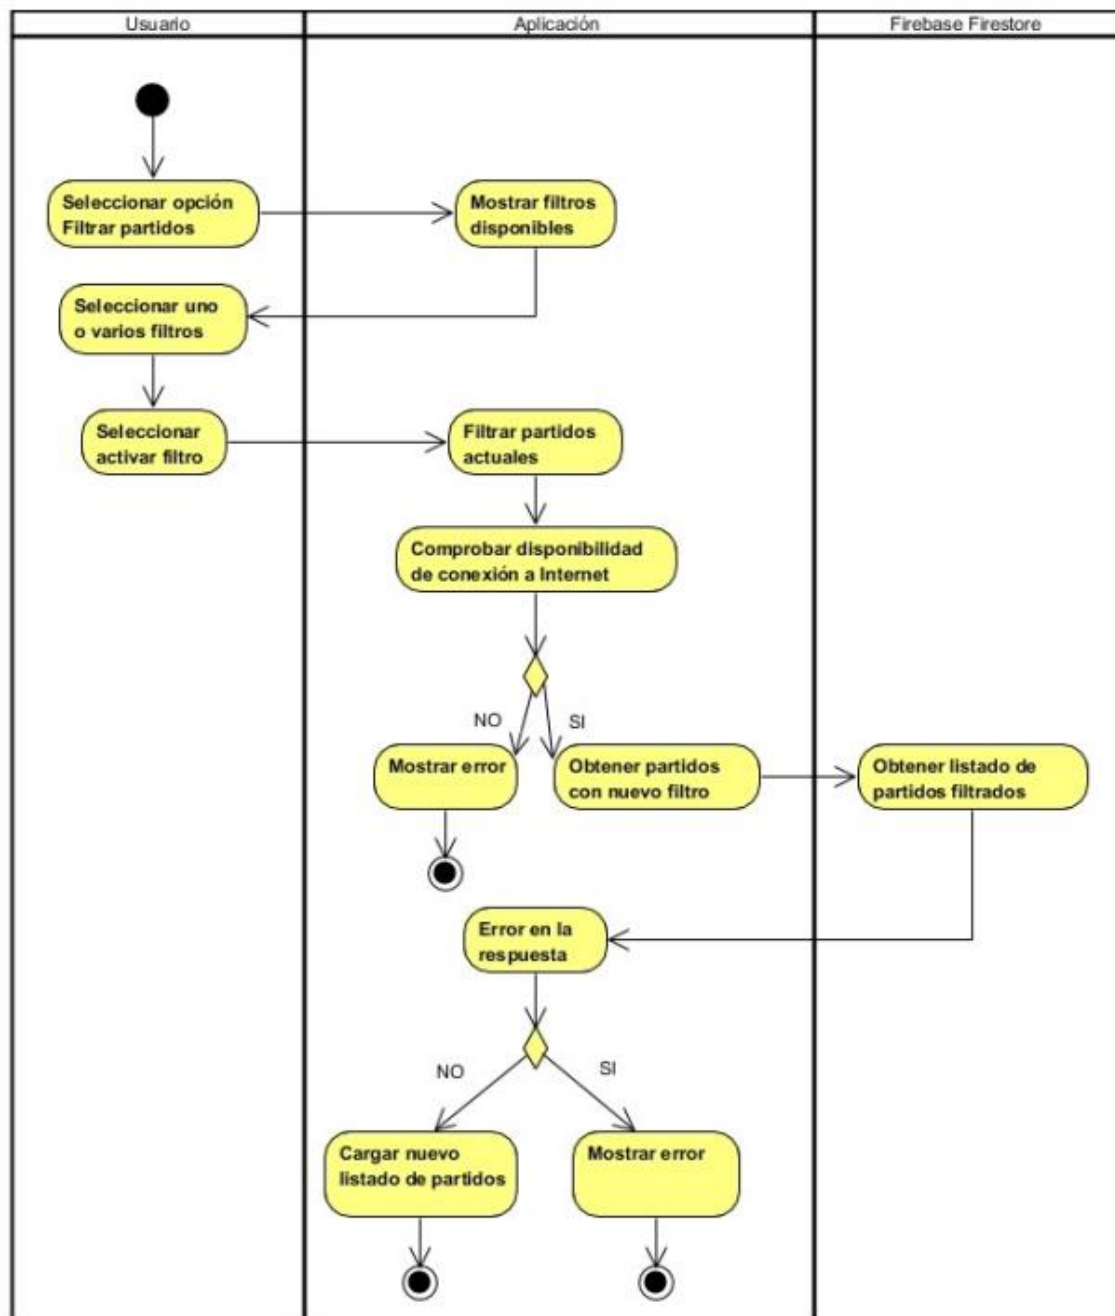 Usuario
Aplicación
Firebase Firestore
Seleccionar opción
Filtrar partidos
Mostrar filtros
disponibles
Seleccionar uno
o varios filtros
Seleccionar
activar filtro
Filtrar partidos
actuales
Comprobar disponibilidad
de conexión a Internet
NO
SI
Mostrar error
Obtener partidos
con nuevo filtro
Obtener listado de
partidos filtrados
Error en la
respuesta
NO
SI
Cargar nuevo
listado de partidos
Mostrar error